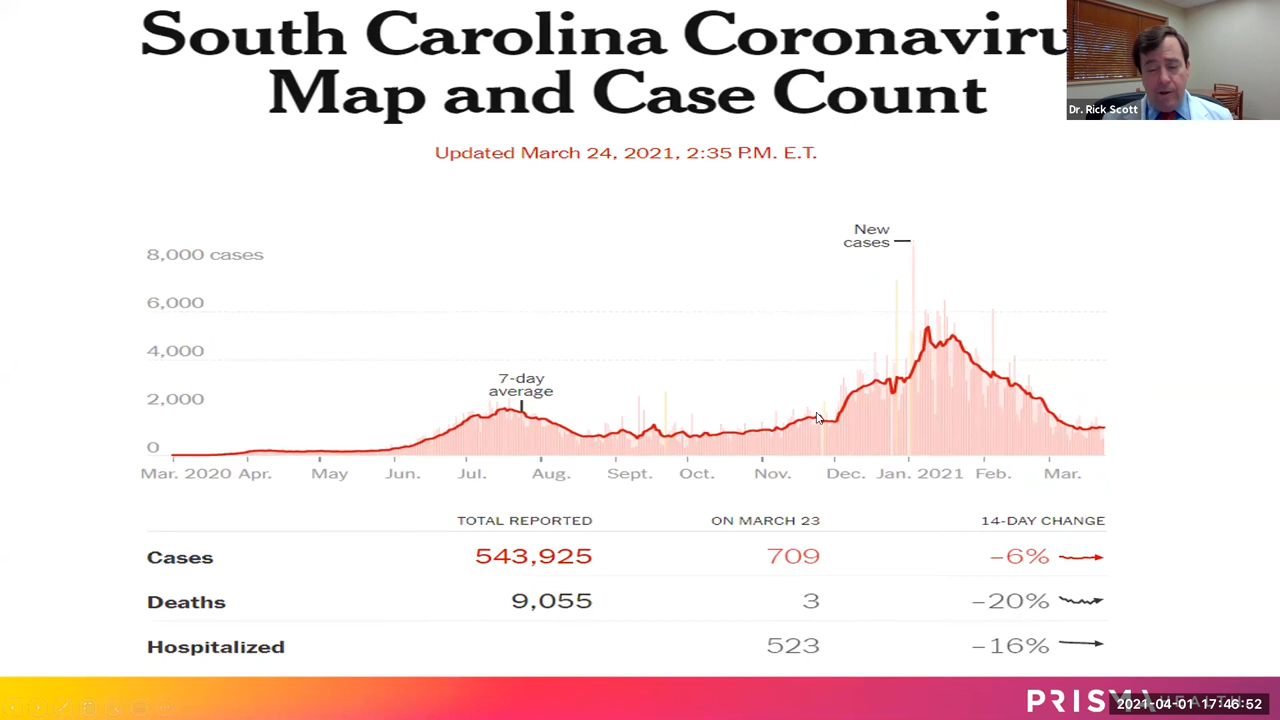 South Carolina Coronaviru
Map and Case Count
Dr. Rick Scott
Updated March 24, 2021, 2:35 P.M. E.T.
New
cases
8,000 cases
6,000
4,000
7-day
average
2,000
0
Mar. 2020 Apr. May Jun. Jul. Aug. Sept. Oct. Nov. Dec. Jan. 2021 Feb. Mar.
TOTAL REPORTED ON MARCH 23 14-DAY CHANGE
Cases 543,925 709 –6%
Deaths 9,055 3 –20%
Hospitalized 523 –16%
PRISMA HEALTH
2021-04-01 17:46:52